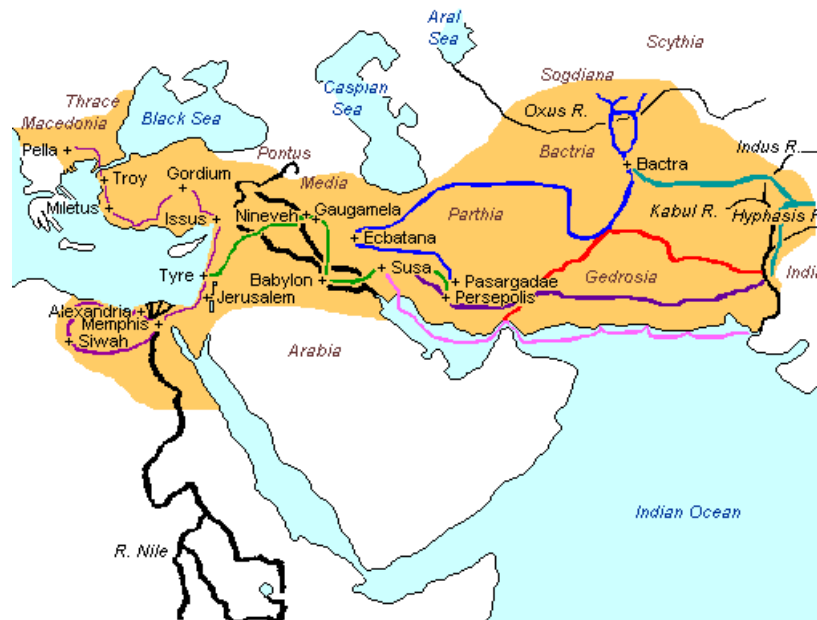 Aral
Sea
Scythia
Sogdiana
Caspian
Sea
Thrace
Black Sea
Oxus R.
Macedonia
Pella
Pontus
Bactria
Indus R.
Bactra
Gordium
Media
Troy
Miletus
Issus
Nineveh
Gaugamela
Parthia
Kabul R.
Hyphasis R
Ecbatana
Tyre
Babylon
Susa
Pasargadae
Gedrosia
India
Jerusalem
Persepolis
Alexandria
Memphis
Siwah
Arabia
Indian Ocean
R. Nile